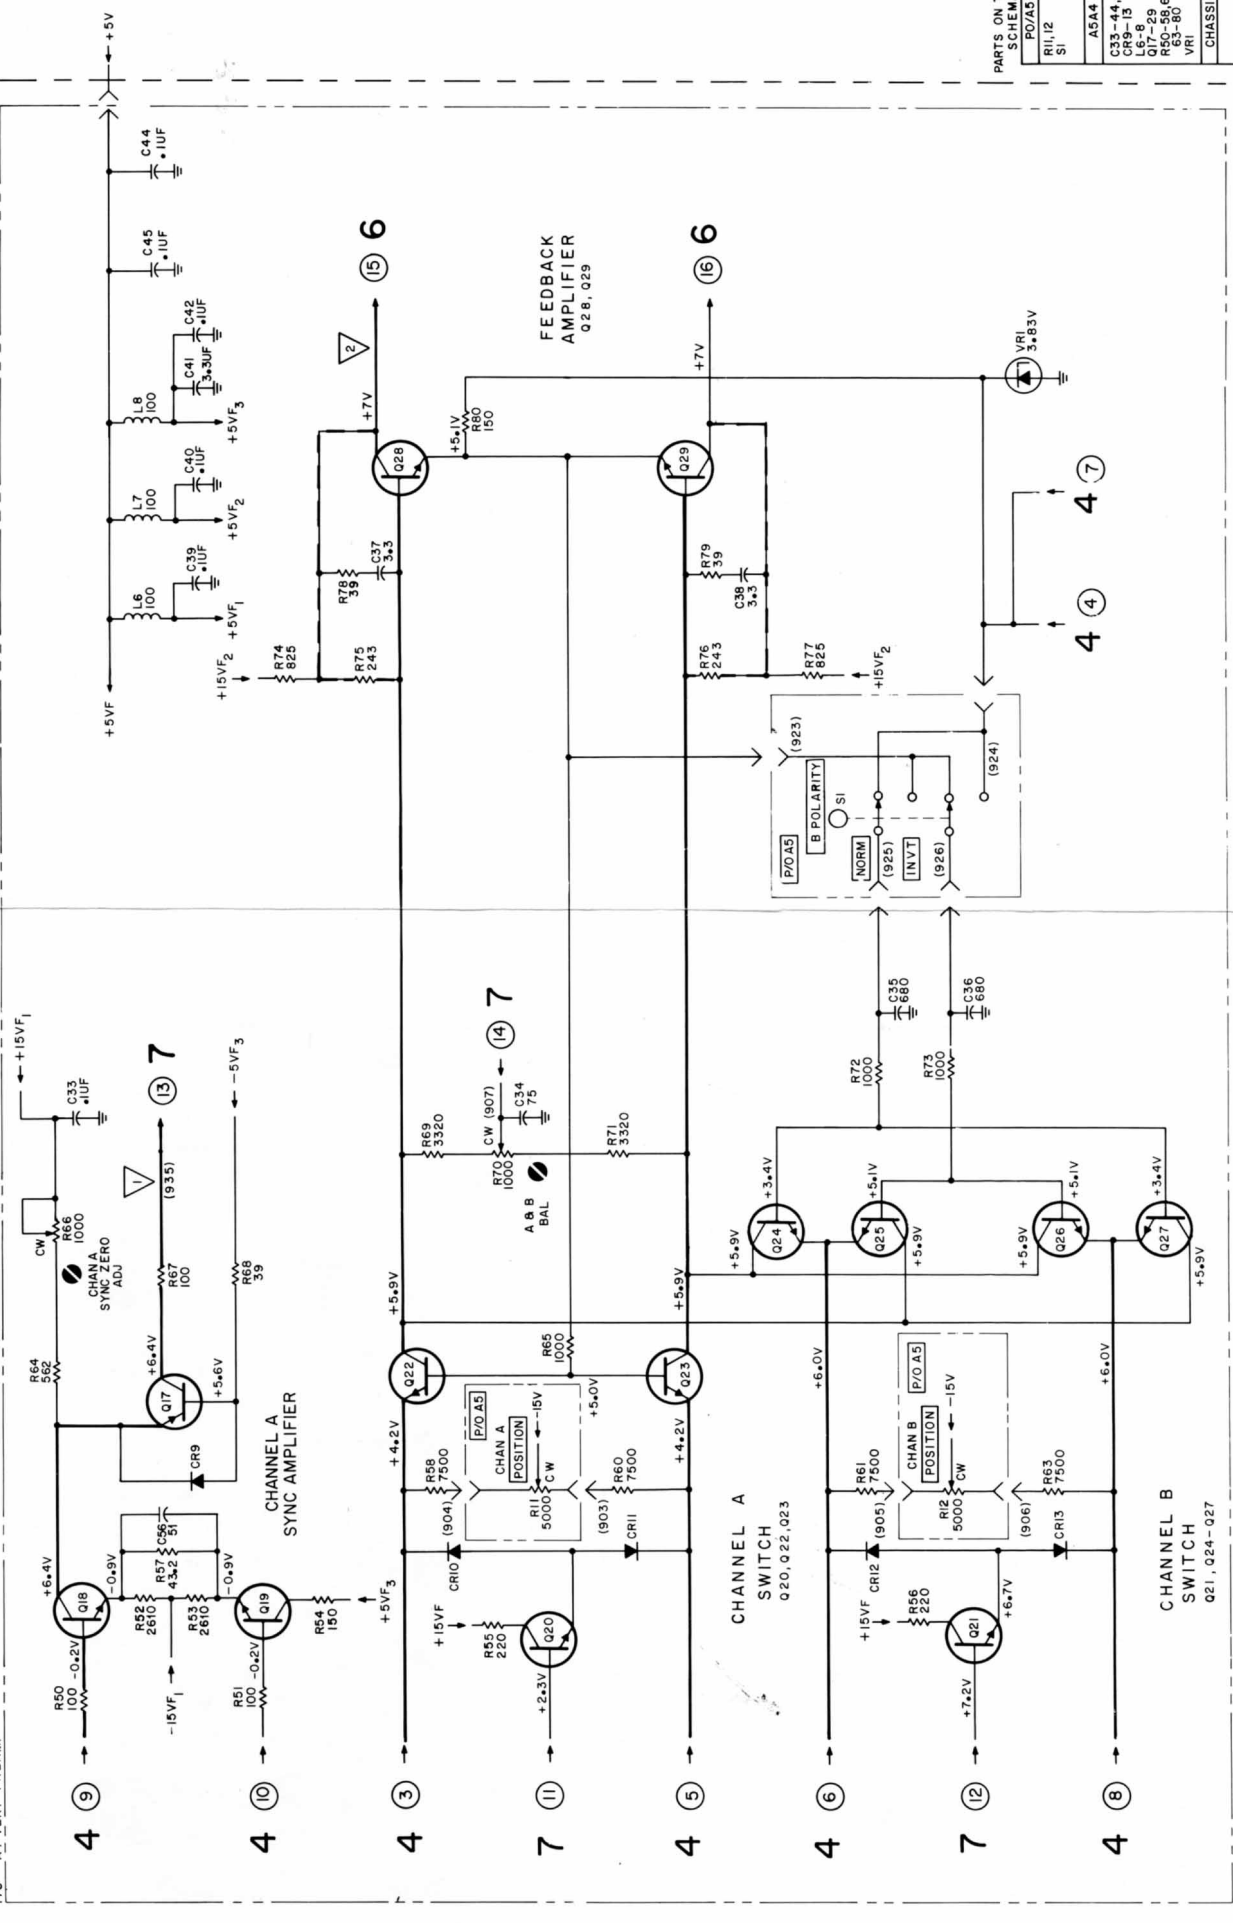 +5V
+5VF
C44
.1UF
C45
.1UF
L8
100
C41
3.3UF
C42
.1UF
+5VF3
L7
100
C40
.1UF
+5VF2
L6
100
C39
.1UF
+5VF1
PARTS ON
SCHEM
PO/A5
R11,12
S1
A5A4
C33-44,
CR9-13
L6-8
Q17-29
R50-58,6
63-80
VR1
CHASSI
4 9
R50
100
-0.2V
Q18
+6.4V
-0.9V
R52
2610
R57
43.2
C56
51
R53
2610
-0.9V
-15VF1
4 10
R51
100
-0.2V
Q19
R54
150
+5VF3
CR9
Q17
+6.4V
+5.6V
R64
562
R66
1000
CW
CHAN A
SYNC ZERO
ADJ
R67
100
R68
39
C33
.1UF
+15VF1
-5VF3
1
(935)
13 7
CHANNEL A
SYNC AMPLIFIER
4 3
7 11
4 5
+15VF
R55
220
+2.3V
Q20
CR10
CR11
(904)
(903)
R58
7500
R60
7500
P/O A5
CHAN A
POSITION
R11
5000
CW
-15V
+4.2V
+4.2V
Q22
Q23
+5.9V
+5.9V
+5.0V
R65
1000
R69
3320
CW (907)
R70
1000
A & B
BAL
C34
75
14 7
R71
3320
CHANNEL A
SWITCH
Q20,Q22,Q23
+15VF2
R74
825
R75
243
R78
39
C37
3.3
Q28
+7V
2
15 6
+5.1V
R80
150
FEEDBACK
AMPLIFIER
Q28,Q29
Q29
+7V
16 6
R76
243
R79
39
C38
3.3
R77
825
+15VF2
VR1
3.83V
4 4
4 7
P/O A5
B POLARITY
S1
NORM
INVT
(923)
(924)
(925)
(926)
C35
680
C36
680
R72
1000
R73
1000
4 6
7 12
4 8
+15VF
R56
220
+7.2V
Q21
+6.7V
CR12
CR13
(905)
(906)
R61
7500
R63
7500
P/O A5
CHAN B
POSITION
R12
5000
CW
-15V
+6.0V
+6.0V
+5.9V
Q24
+3.4V
Q25
+5.1V
+5.9V
+5.9V
Q26
+5.1V
Q27
+3.4V
+5.9V
CHANNEL B
SWITCH
Q21,Q24-Q27